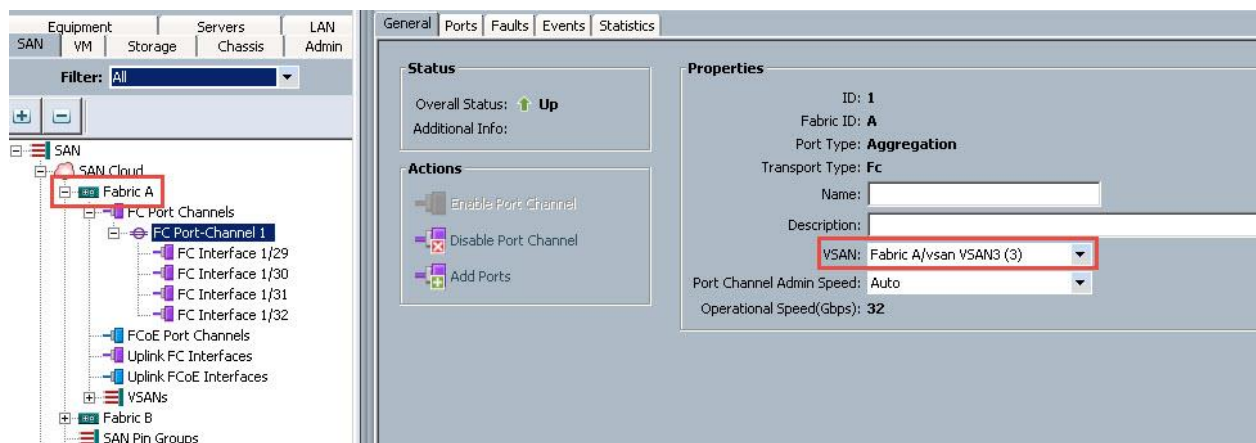 Equipment Servers LAN
SAN VM Storage Chassis Admin
Filter: All
SAN
SAN Cloud
Fabric A
FC Port Channels
FC Port-Channel 1
FC Interface 1/29
FC Interface 1/30
FC Interface 1/31
FC Interface 1/32
FCoE Port Channels
Uplink FC Interfaces
Uplink FCoE Interfaces
VSANs
Fabric B
SAN Pin Groups
General Ports Faults Events Statistics
Status
Overall Status: Up
Additional Info:
Actions
Enable Port Channel
Disable Port Channel
Add Ports
Properties
ID: 1
Fabric ID: A
Port Type: Aggregation
Transport Type: Fc
Name:
Description:
VSAN: Fabric A/vsan VSAN3 (3)
Port Channel Admin Speed: Auto
Operational Speed(Gbps): 32